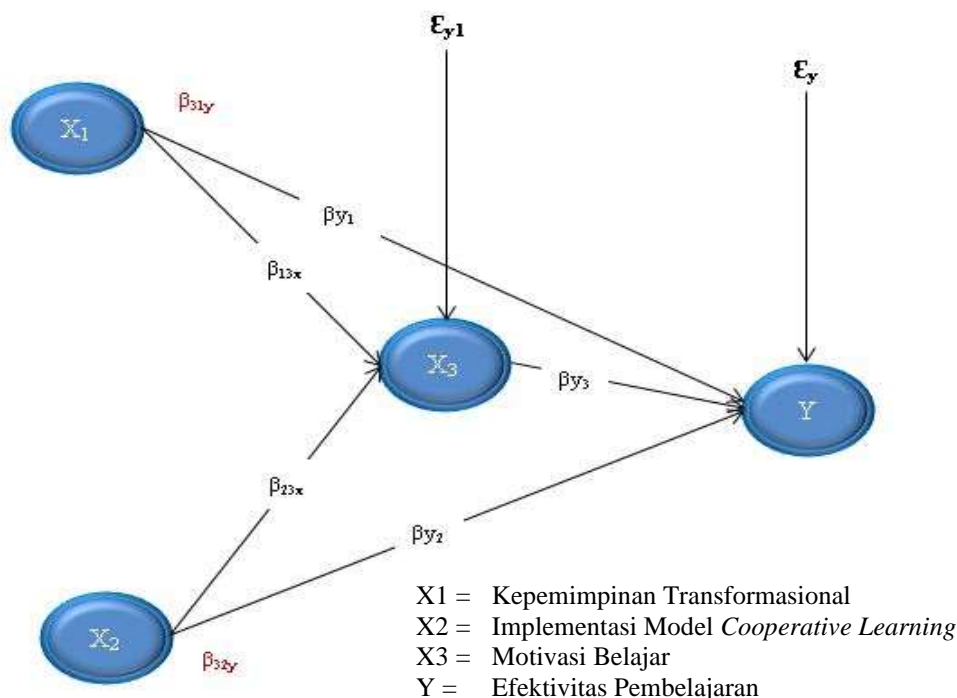 εy1
εy
β31y
X1
βy1
β13x
X3
βy3
Y
β23x
βy2
X2
β32y
X1 = Kepemimpinan Transformasional
X2 = Implementasi Model Cooperative Learning
X3 = Motivasi Belajar
Y = Efektivitas Pembelajaran